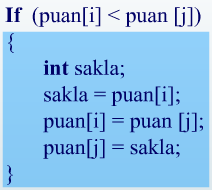 If (puan[i] < puan [j])
{
int sakla;
sakla = puan[i];
puan[i] = puan [j];
puan[j] = sakla;
}